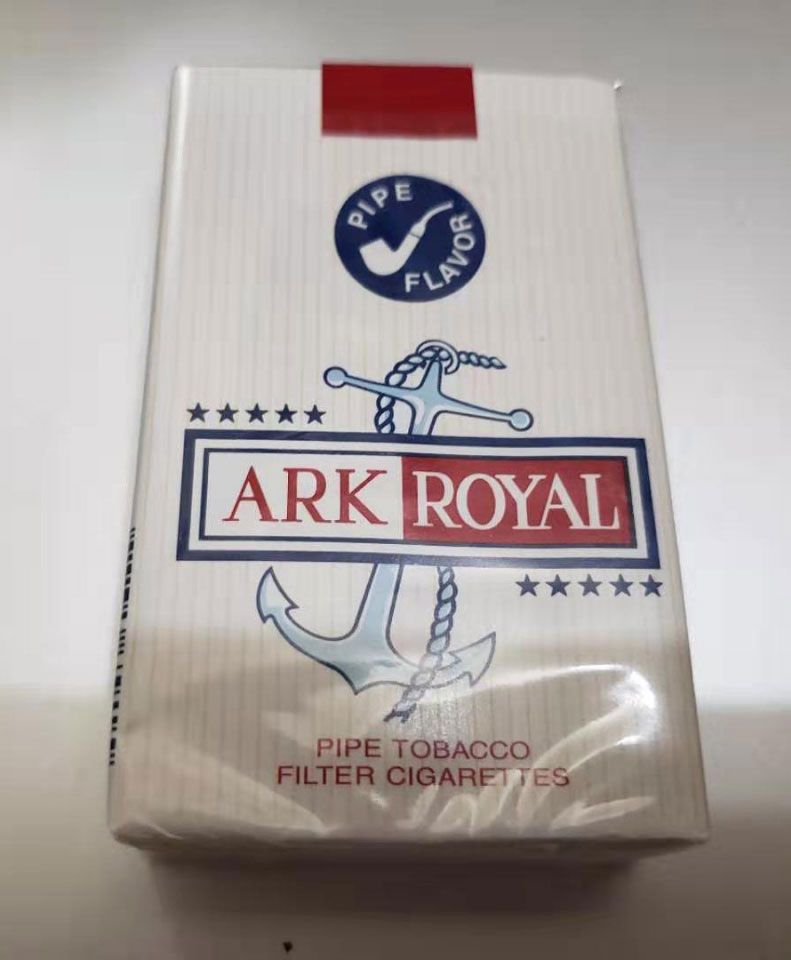 PIPE
FLAVOR
ARK ROYAL
PIPE TOBACCO
FILTER CIGARETTES